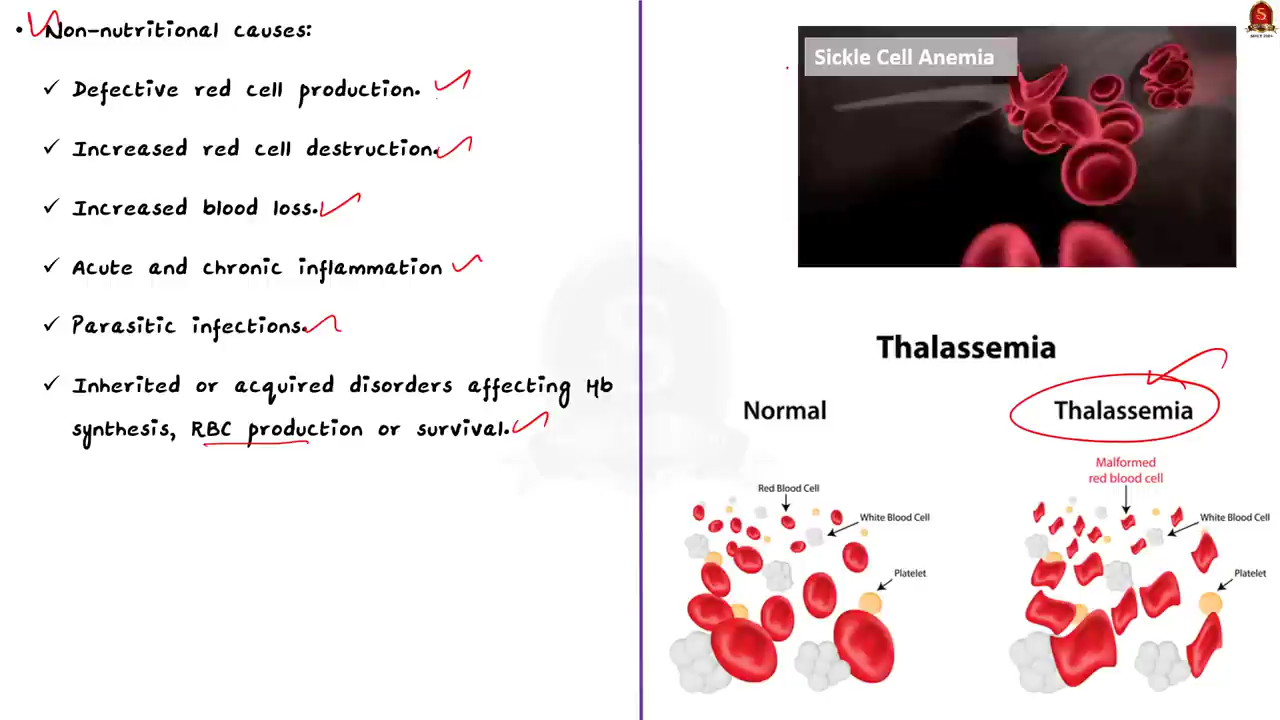 • Non-nutritional causes:
✓ Defective red cell production.
✓ Increased red cell destruction.
✓ Increased blood loss.
✓ Acute and chronic inflammation
✓ Parasitic infections.
✓ Inherited or acquired disorders affecting Hb
synthesis, RBC production or survival.
Sickle Cell Anemia
Thalassemia
Normal
Red Blood Cell
White Blood Cell
Platelet
Thalassemia
Malformed
red blood cell
White Blood Cell
Platelet